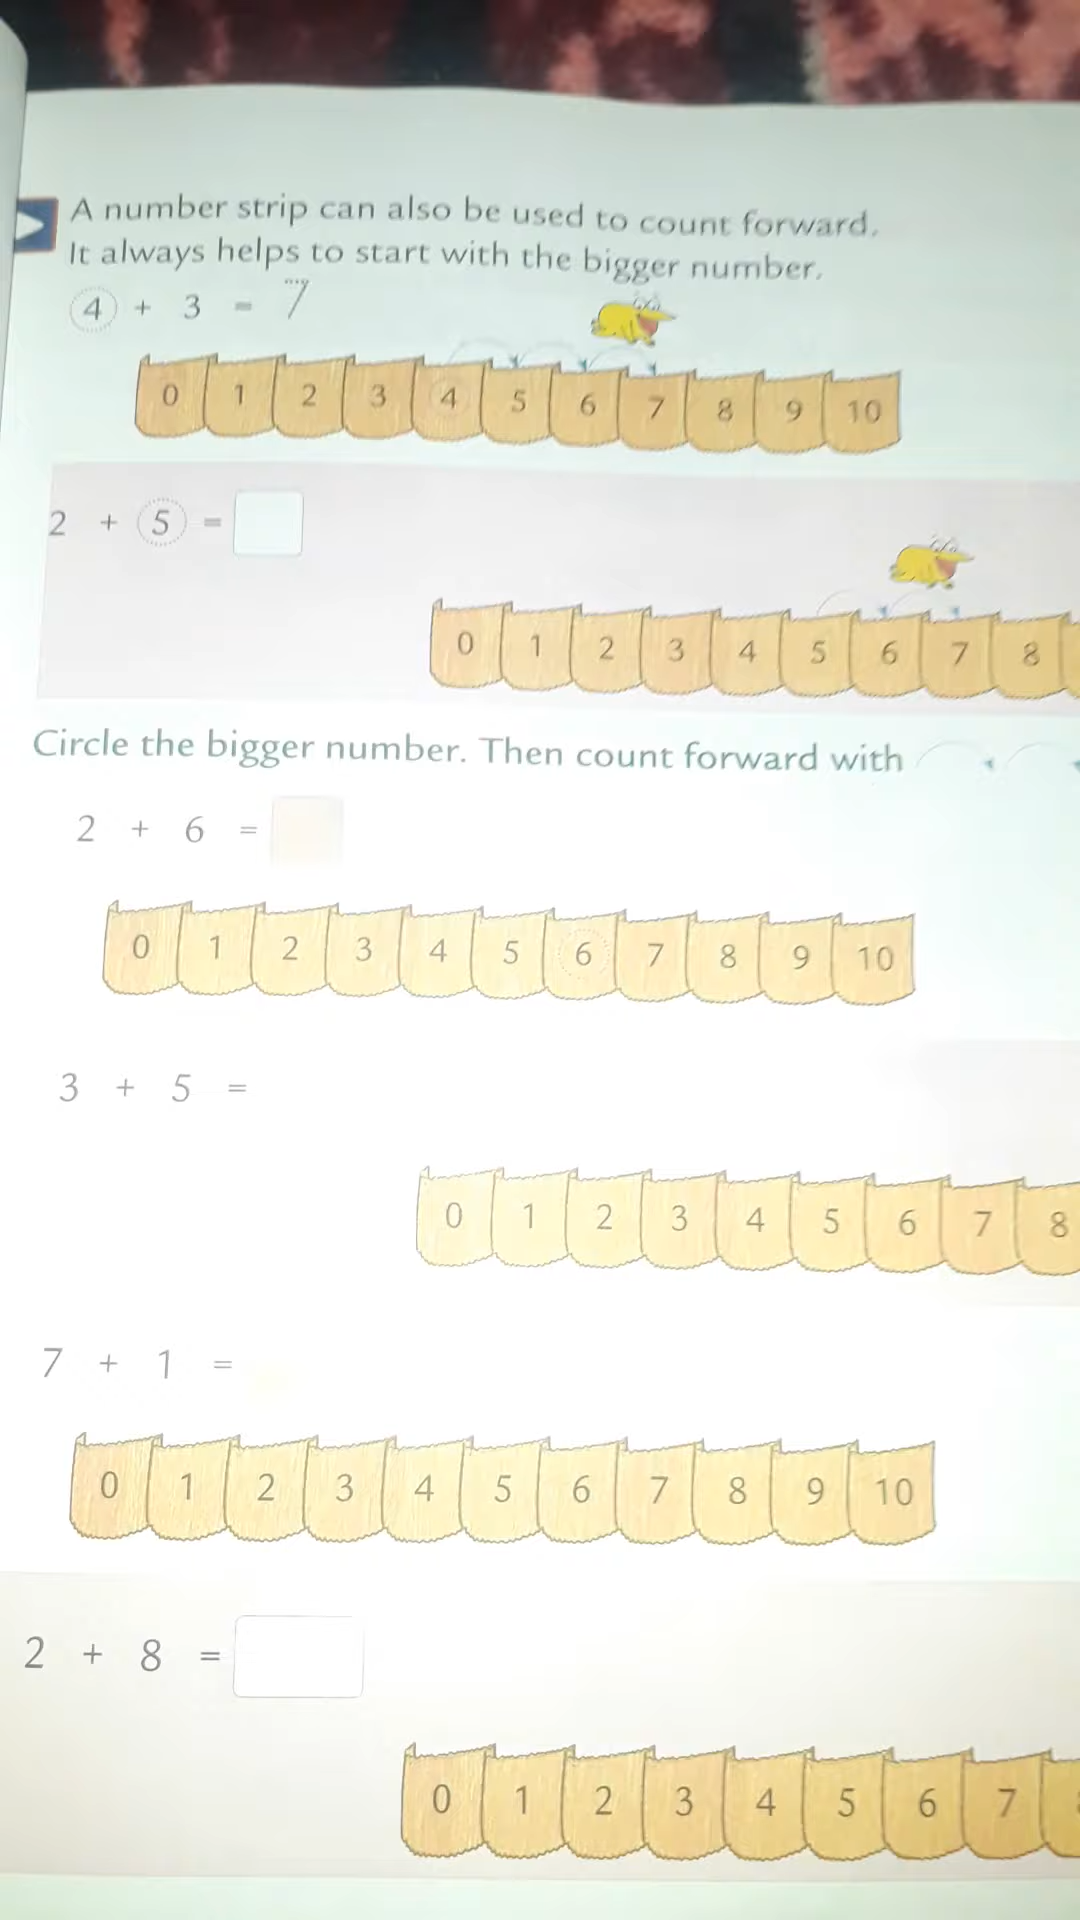 A number strip can also be used to count forward.
It always helps to start with the bigger number.
4 + 3 = 7
0 1 2 3 4 5 6 7 8 9 10
2 + 5 =
0 1 2 3 4 5 6 7 8
Circle the bigger number. Then count forward with
2 + 6 =
0 1 2 3 4 5 6 7 8 9 10
3 + 5 =
0 1 2 3 4 5 6 7 8
7 + 1 =
0 1 2 3 4 5 6 7 8 9 10
2 + 8 =
0 1 2 3 4 5 6 7